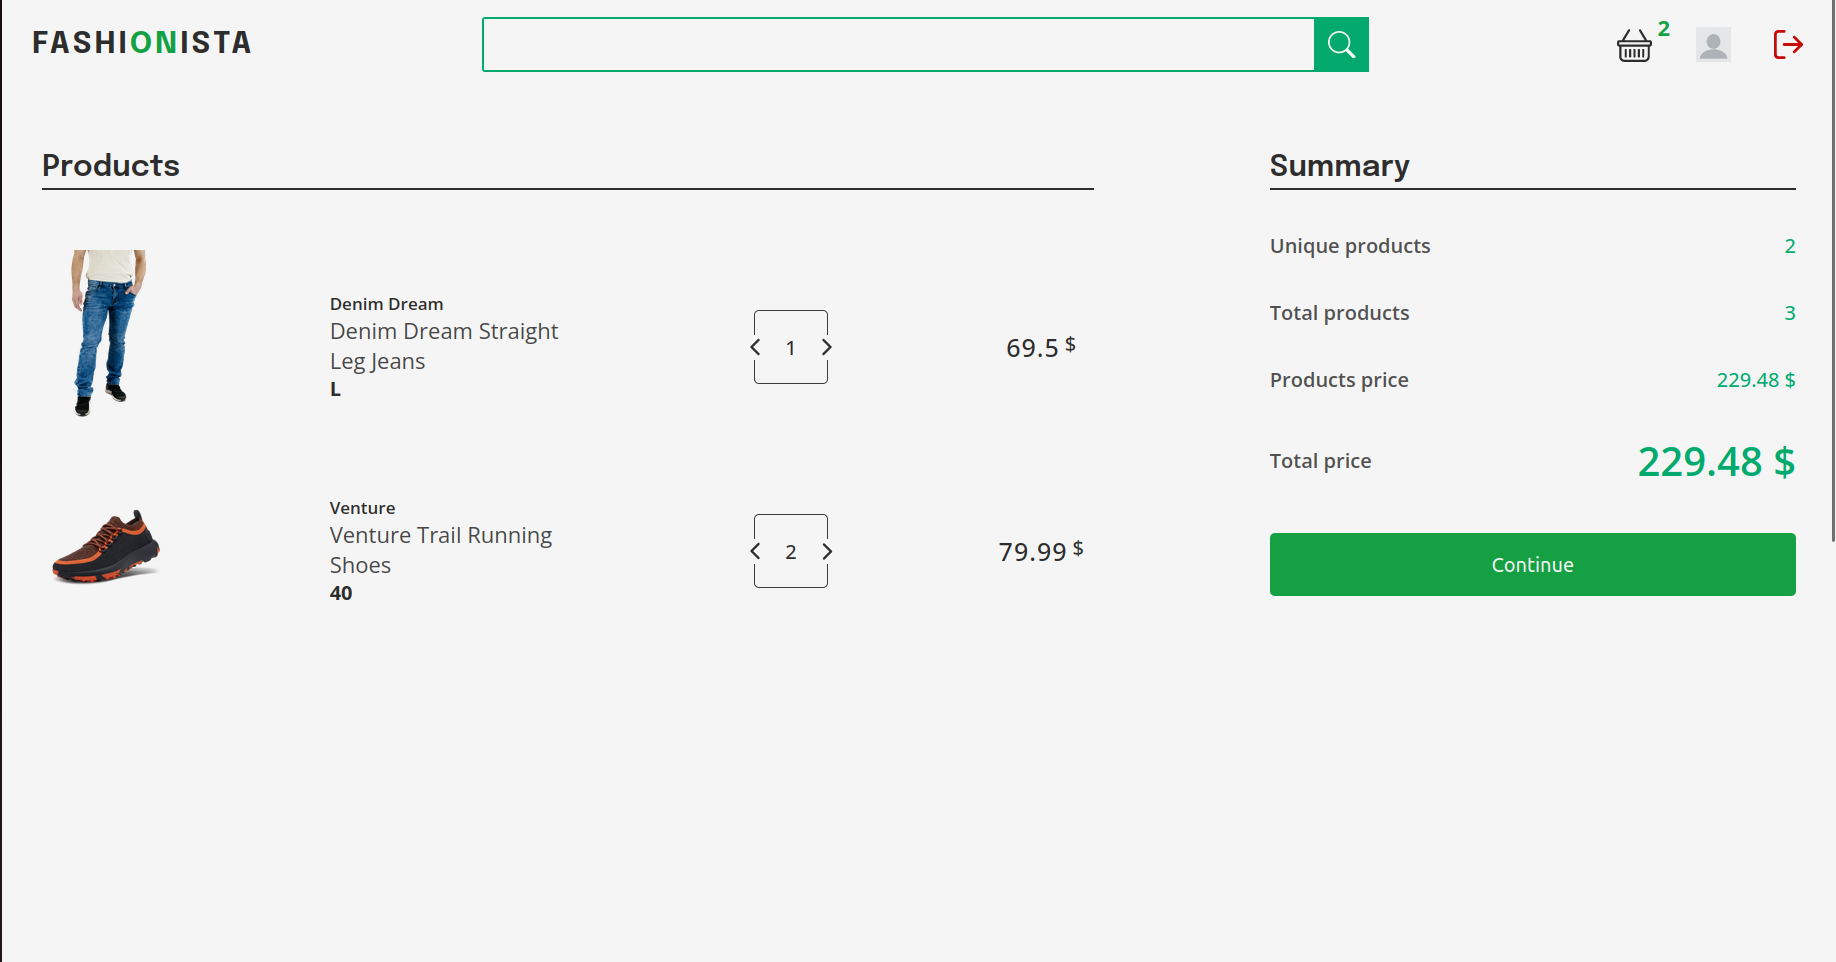 FASHIONISTA
2
Products
Summary
Denim Dream
Denim Dream Straight
Leg Jeans
L
1
69.5 $
Venture
Venture Trail Running
Shoes
40
2
79.99 $
Unique products 2
Total products 3
Products price 229.48 $
Total price 229.48 $
Continue